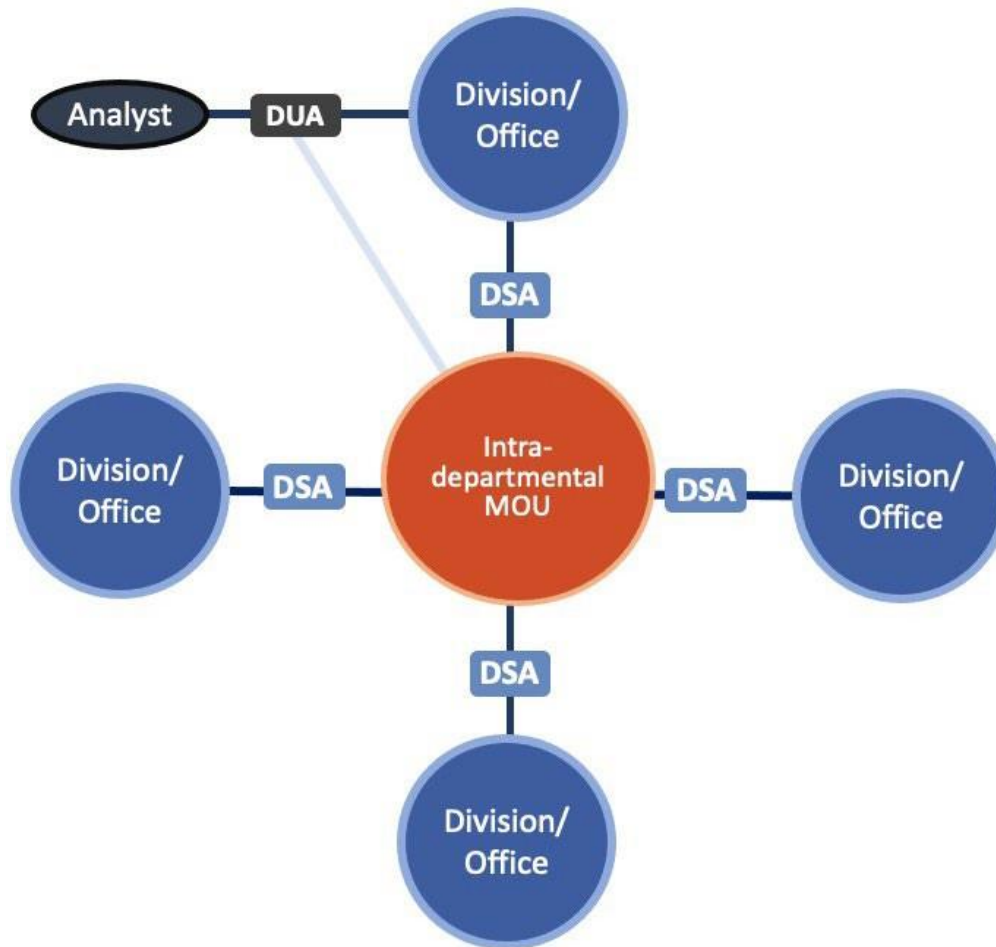 Analyst
DUA
Division/
Office
DSA
Division/
Office
DSA
Intra-
departmental
MOU
DSA
Division/
Office
DSA
Division/
Office